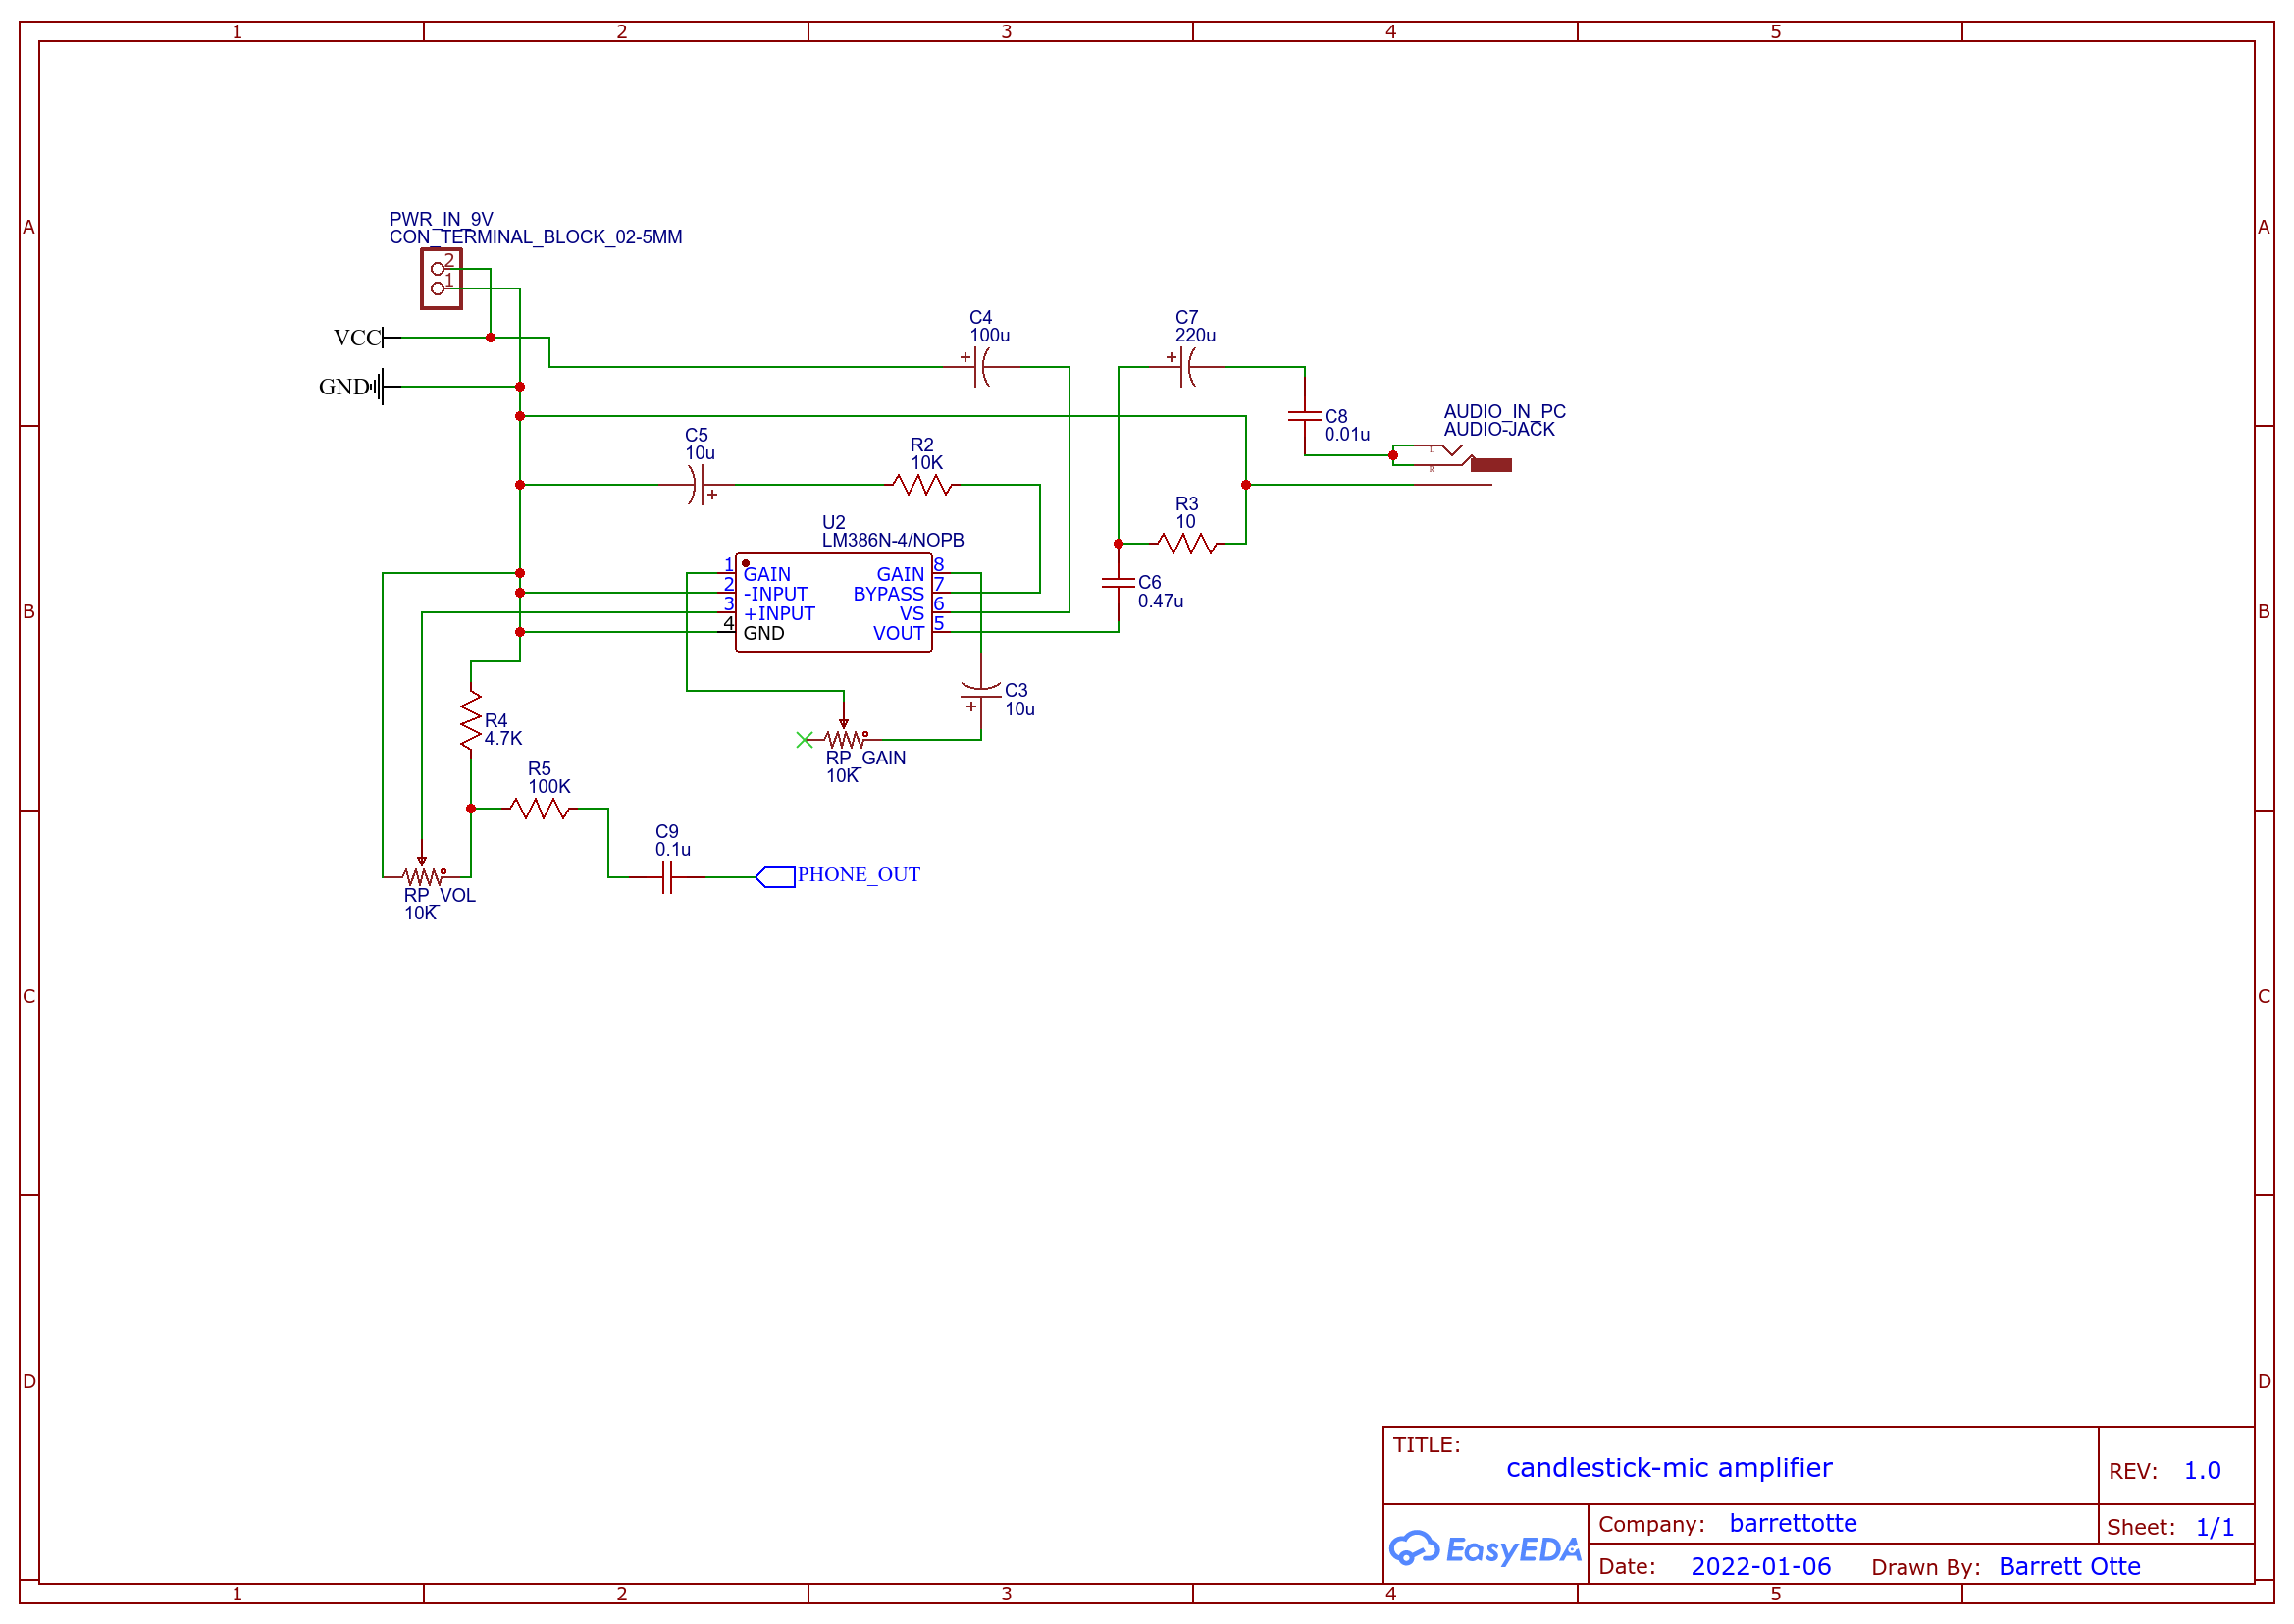 1 2 3 4 5
A A
PWR_IN_9V
CON_TERMINAL_BLOCK_02-5MM
2
1
VCC
GND
C4
100u
+
C7
220u
+
C8
0.01u
AUDIO_IN_PC
AUDIO-JACK
L
R
C5
10u
+
R2
10K
R3
10
U2
LM386N-4/NOPB
1 GAIN GAIN 8
2 -INPUT BYPASS 7
3 +INPUT VS 6
4 GND VOUT 5
C6
0.47u
B B
C3
10u
+
R4
4.7K
RP_GAIN
10K
R5
100K
C9
0.1u
PHONE_OUT
RP_VOL
10K
C C
D D
TITLE:
candlestick-mic amplifier
REV: 1.0
EasyEDA
Company: barrettotte
Sheet: 1/1
Date: 2022-01-06 Drawn By: Barrett Otte
1 2 3 4 5